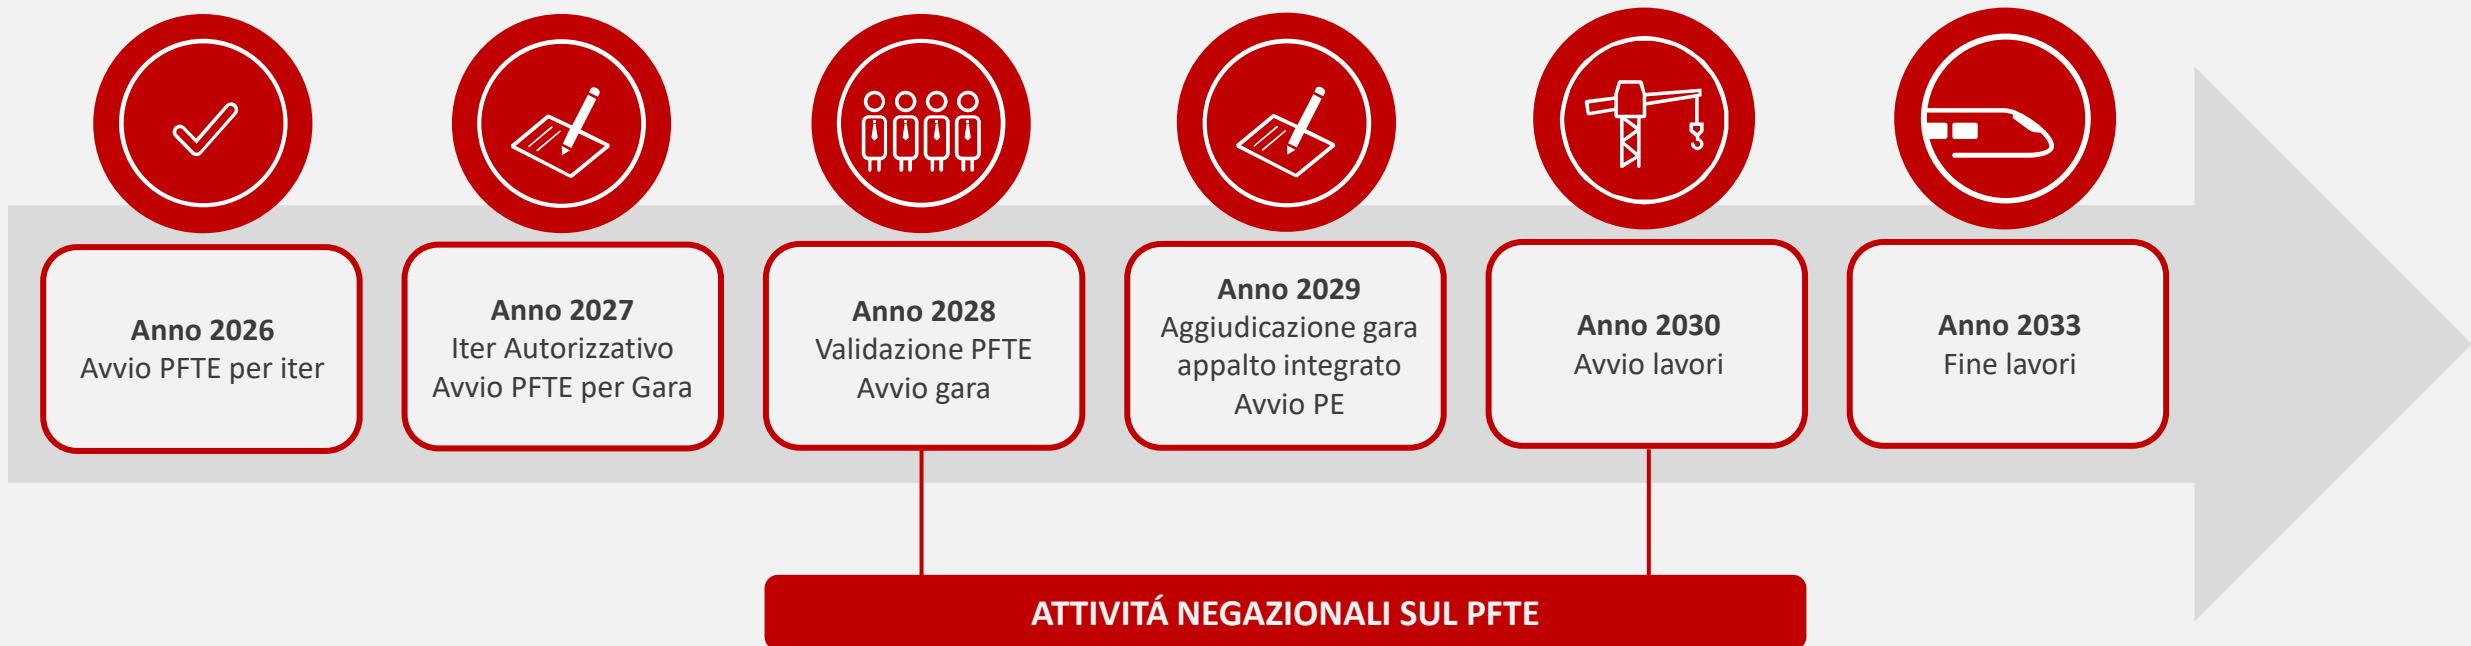 Anno 2026
Avvio PFTE per iter
Anno 2027
Iter Autorizzativo
Avvio PFTE per Gara
Anno 2028
Validazione PFTE
Avvio gara
Anno 2029
Aggiudicazione gara
appalto integrato
Avvio PE
Anno 2030
Avvio lavori
Anno 2033
Fine lavori
ATTIVITÁ NEGAZIONALI SUL PFTE